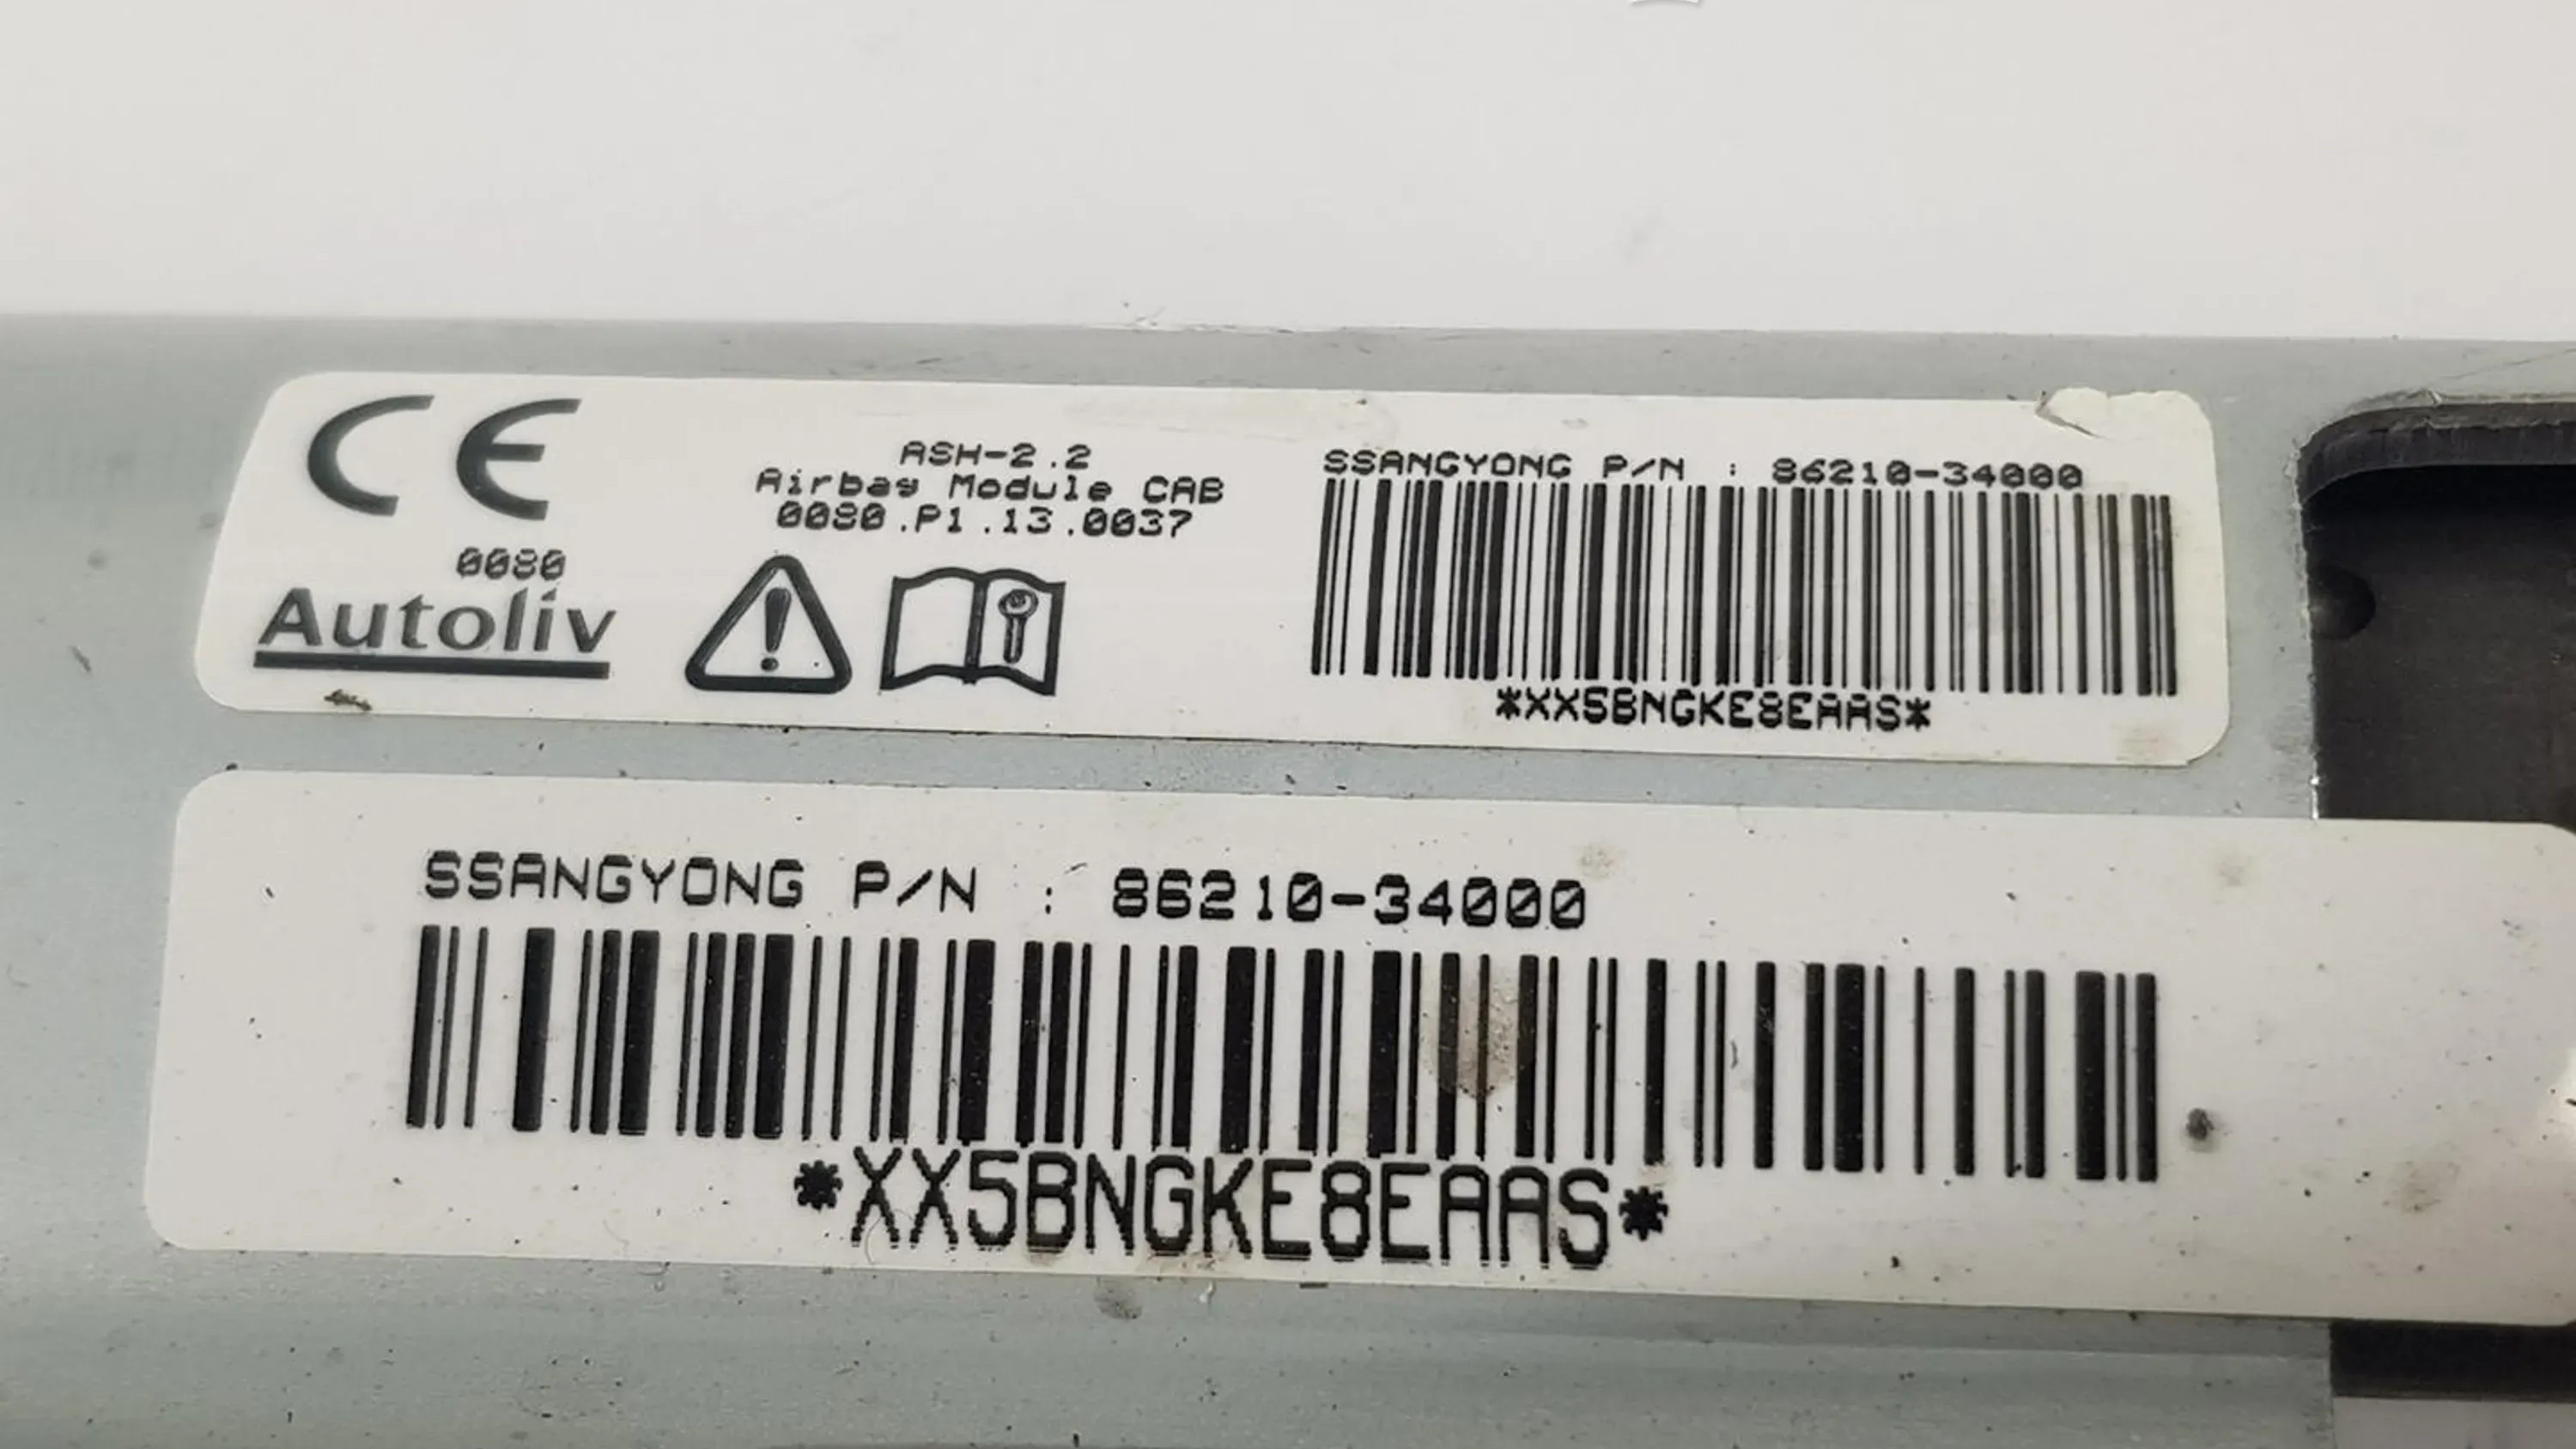 CE
0080
Autoliv
ASH-2.2
Airbag Module CAB
0080.P1.13.0037
SSANGYONG P/N : 86210-34000
*XX5BNGKE8EAAS*
SSANGYONG P/N : 86210-34000
*XX5BNGKE8EAAS*